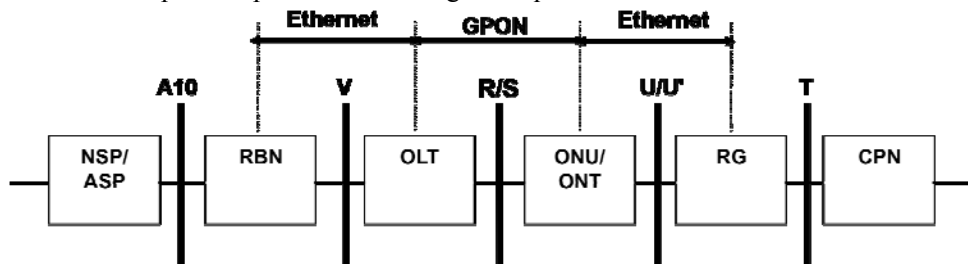 Ethernet GPON Ethernet
A10 V R/S U/U' T
NSP/ RBN OLT ONU/ RG CPN
ASP ONT